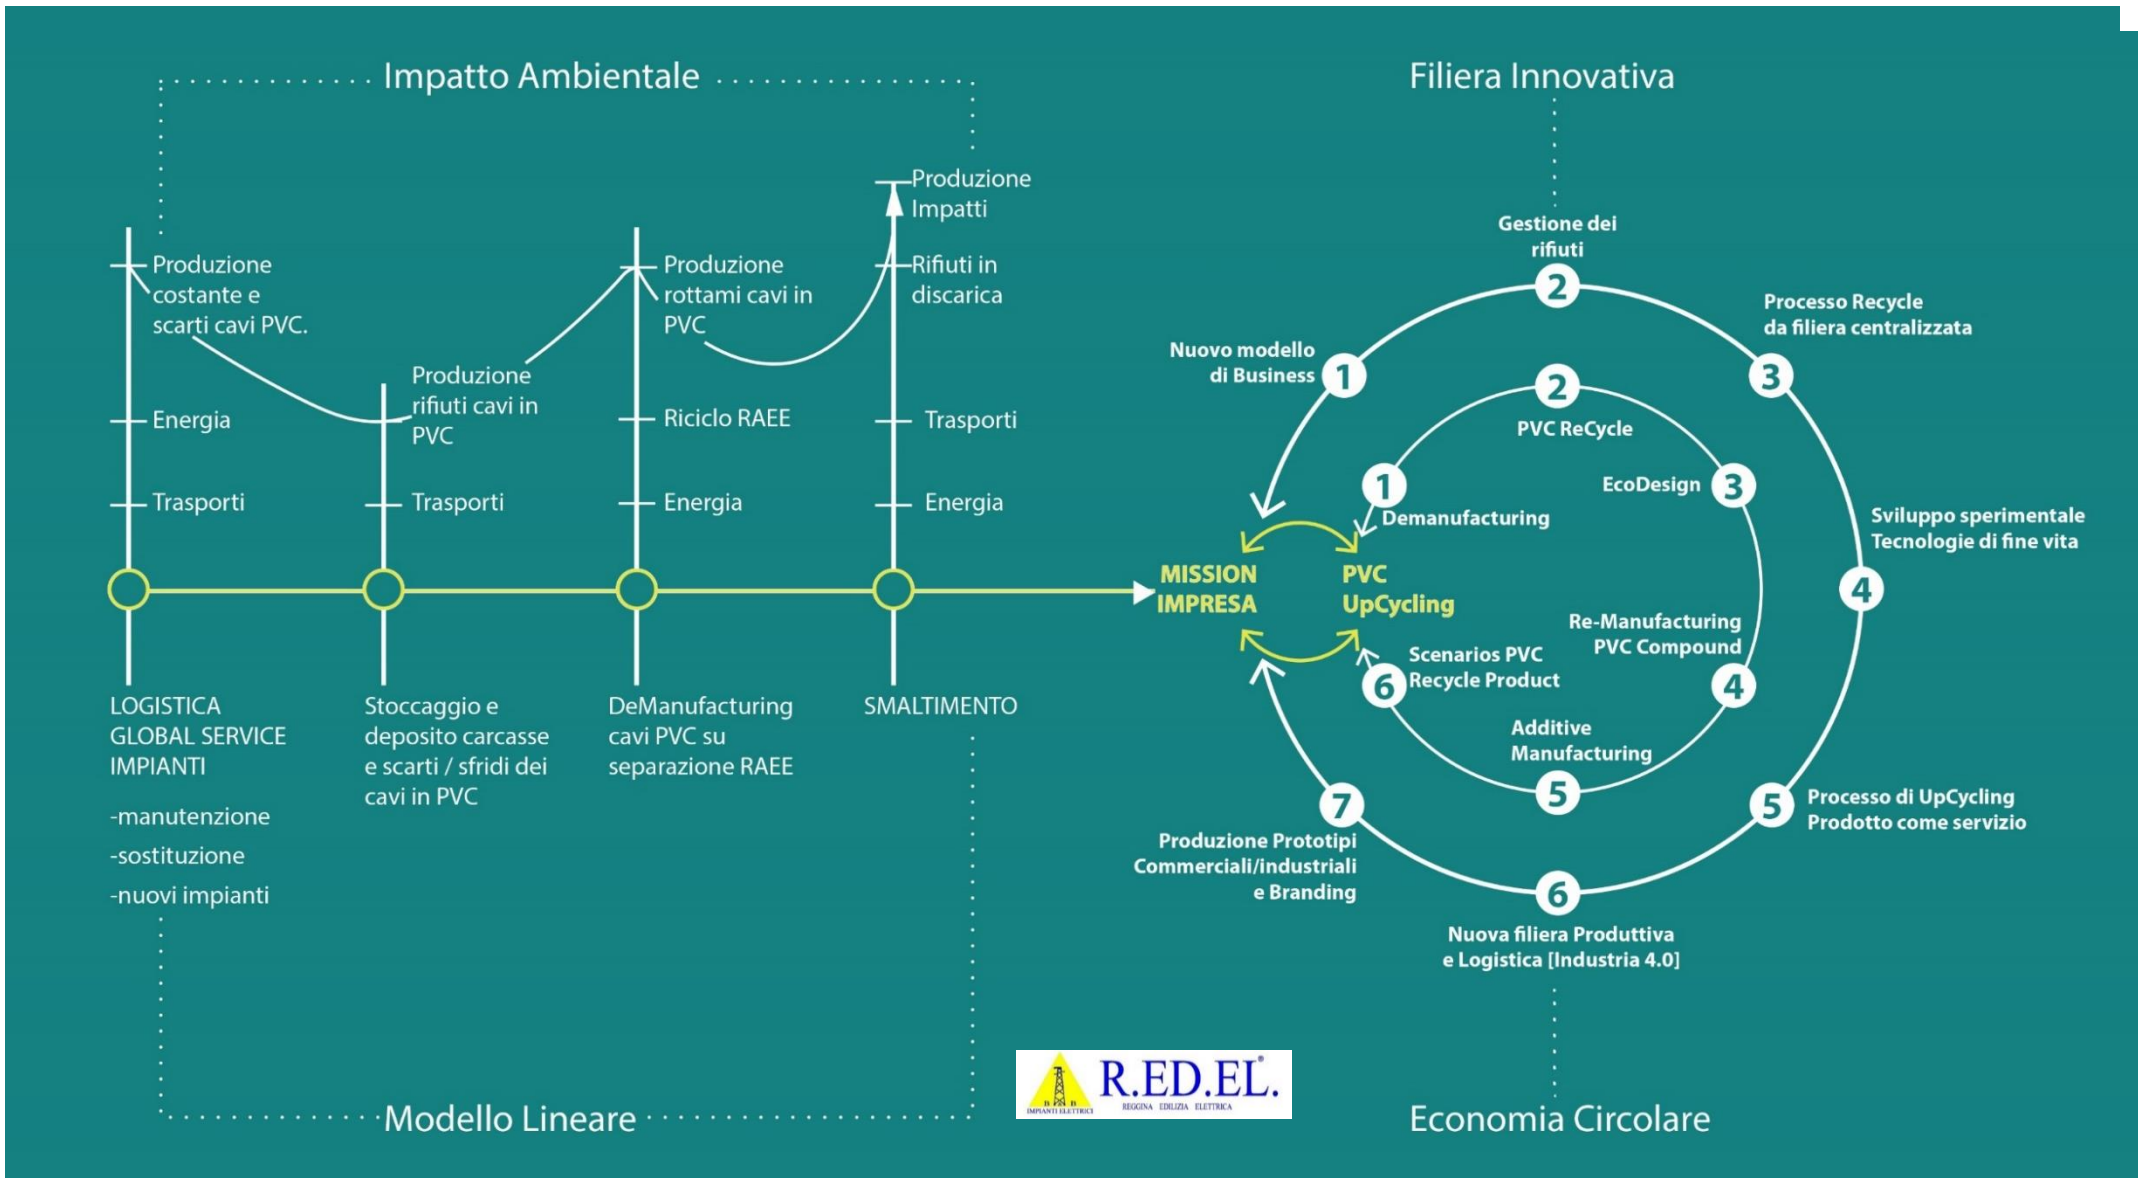 Impatto Ambientale
Produzione
costante e
scarti cavi PVC.
Energia
Trasporti
Produzione
rifiuti cavi in
PVC
Trasporti
Produzione
rottami cavi in
PVC
Riciclo RAEE
Energia
Produzione
Impatti
Rifiuti in
discarica
Trasporti
Energia
LOGISTICA
GLOBAL SERVICE
IMPIANTI
-manutenzione
-sostituzione
-nuovi impianti
Stoccaggio e
deposito carcasse
e scarti / sfridi dei
cavi in PVC
DeManufacturing
cavi PVC su
separazione RAEE
SMALTIMENTO
Modello Lineare
Filiera Innovativa
MISSION
IMPRESA
PVC
UpCycling
Nuovo modello
di Business
1
Gestione dei
rifiuti
2
Processo Recycle
da filiera centralizzata
3
Sviluppo sperimentale
Tecnologie di fine vita
4
5
Processo di UpCycling
Prodotto come servizio
6
Nuova filiera Produttiva
e Logistica [Industria 4.0]
7
Produzione Prototipi
Commerciali/industriali
e Branding
1
Demanufacturing
2
PVC ReCycle
EcoDesign
3
Re-Manufacturing
PVC Compound
4
Additive
Manufacturing
5
Scenarios PVC
Recycle Product
6
Economia Circolare
B B
IMPIANTI ELETTRICI
R.ED.EL.®
REGGINA EDILIZIA ELETTRICA